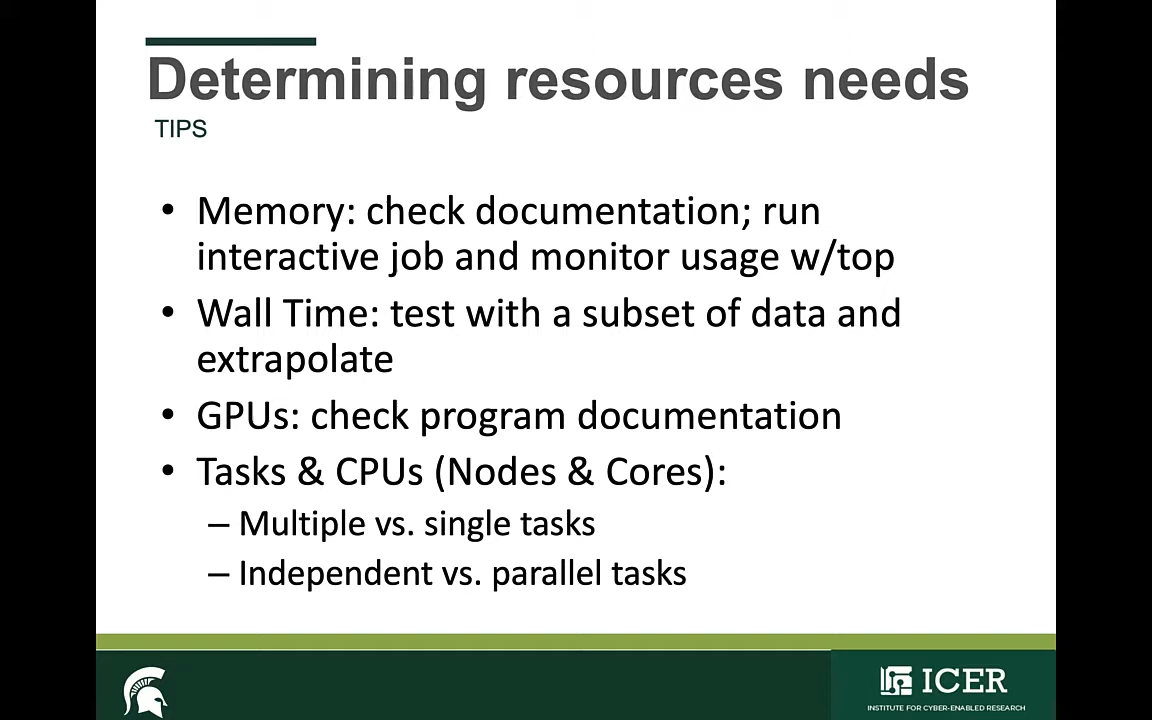 Determining resources needs
TIPS
• Memory: check documentation; run
interactive job and monitor usage w/top
• Wall Time: test with a subset of data and
extrapolate
• GPUs: check program documentation
• Tasks & CPUs (Nodes & Cores):
– Multiple vs. single tasks
– Independent vs. parallel tasks
ICER
INSTITUTE FOR CYBER-ENABLED RESEARCH